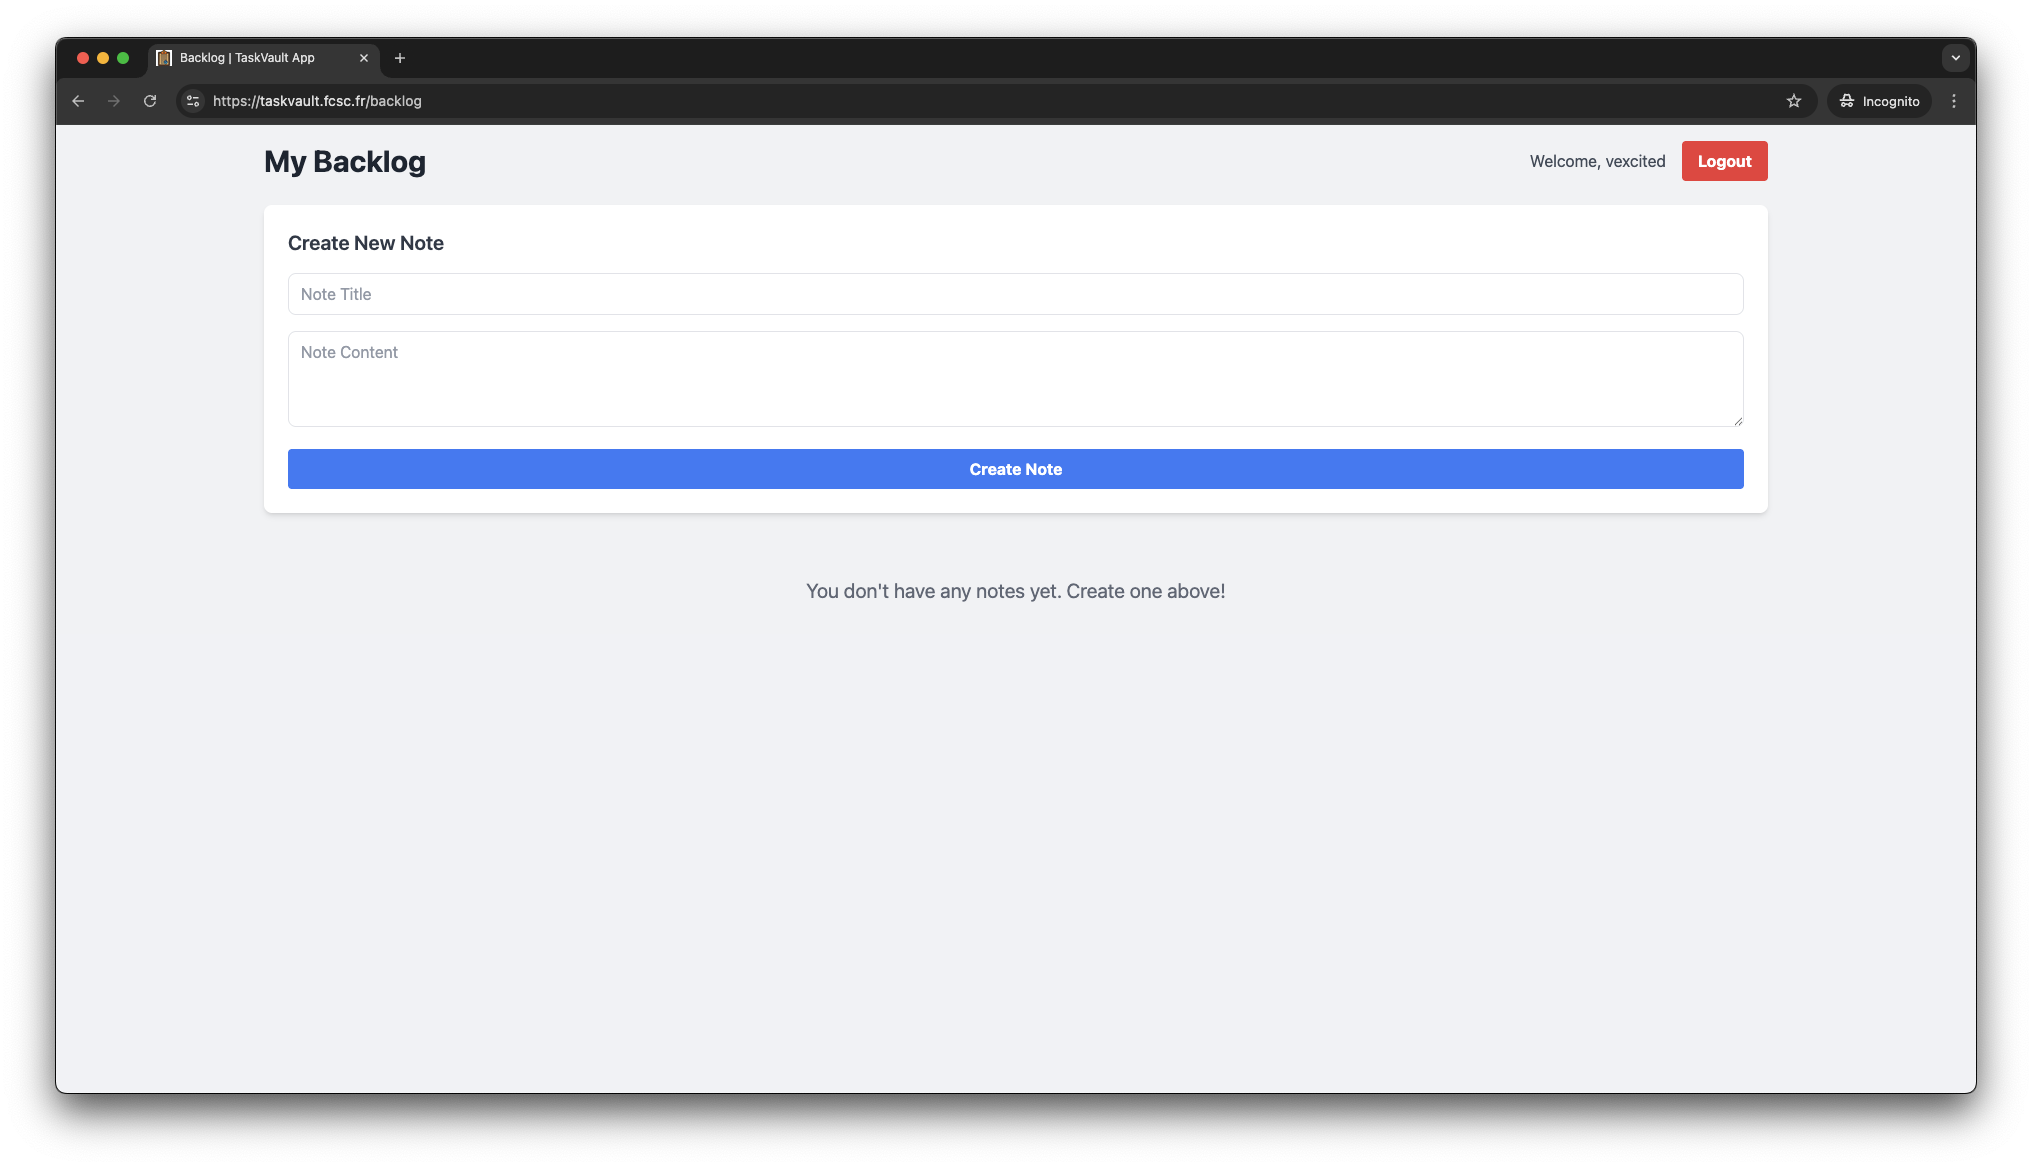 Backlog | TaskVault App
https://taskvault.fcsc.fr/backlog
Incognito
My Backlog
Welcome, vexcited
Logout
Create New Note
Note Title
Note Content
Create Note
You don't have any notes yet. Create one above!